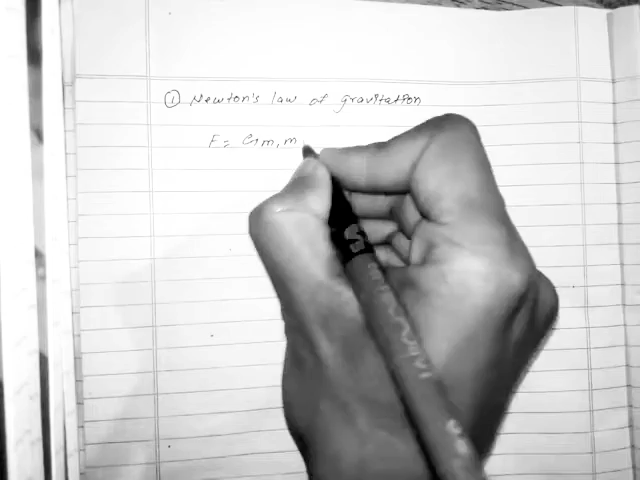 ① Newton's law of gravitation
F = Gm₁m